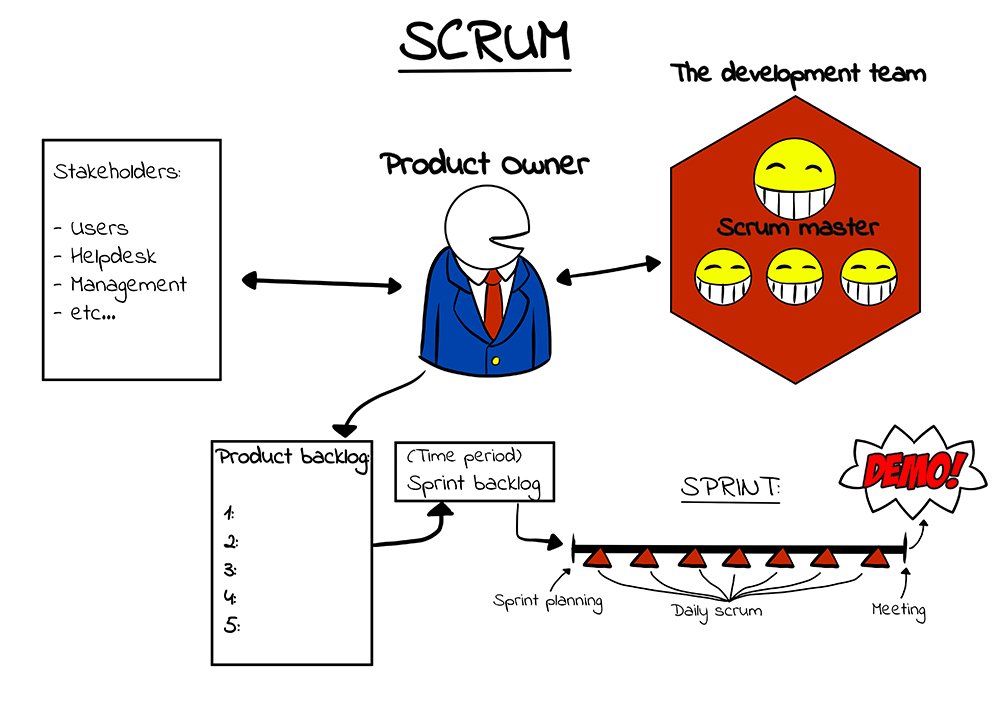 SCRUM
The development team
Product owner
Stakeholders:
- Users
- Helpdesk
- Management
- etc...
Scrum master
Product backlog:
1:
2:
3:
4:
5:
(Time period)
Sprint backlog
SPRINT:
DEMO!
Sprint planning
Daily scrum
Meeting